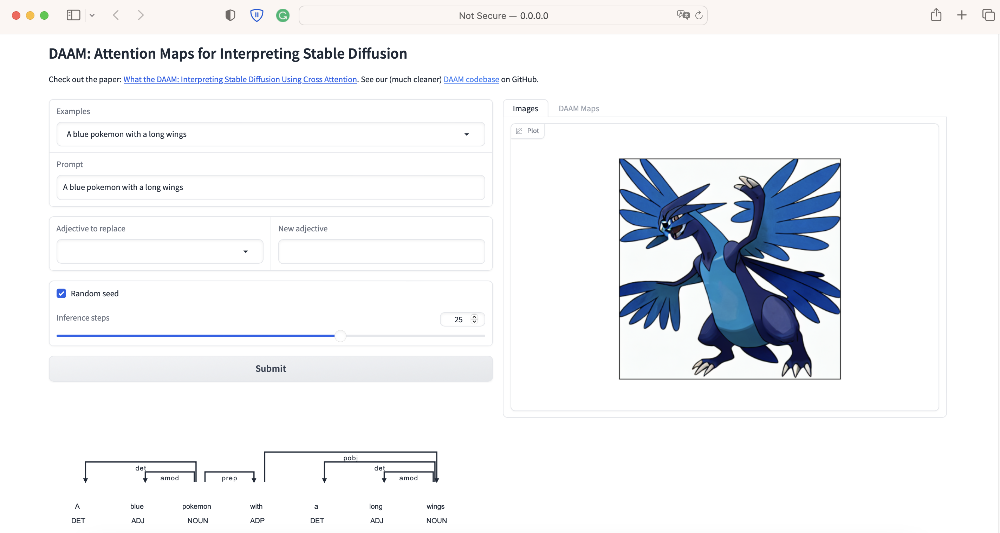 Not Secure — 0.0.0.0
DAAM: Attention Maps for Interpreting Stable Diffusion
Check out the paper: What the DAAM: Interpreting Stable Diffusion Using Cross Attention. See our (much cleaner) DAAM codebase on GitHub.
Examples
A blue pokemon with a long wings
Prompt
A blue pokemon with a long wings
Adjective to replace
New adjective
Random seed
Inference steps
25
Submit
Images
DAAM Maps
Plot
pobj
det
det
amod
prep
amod
A blue pokemon with a long wings
DET ADJ NOUN ADP DET ADJ NOUN